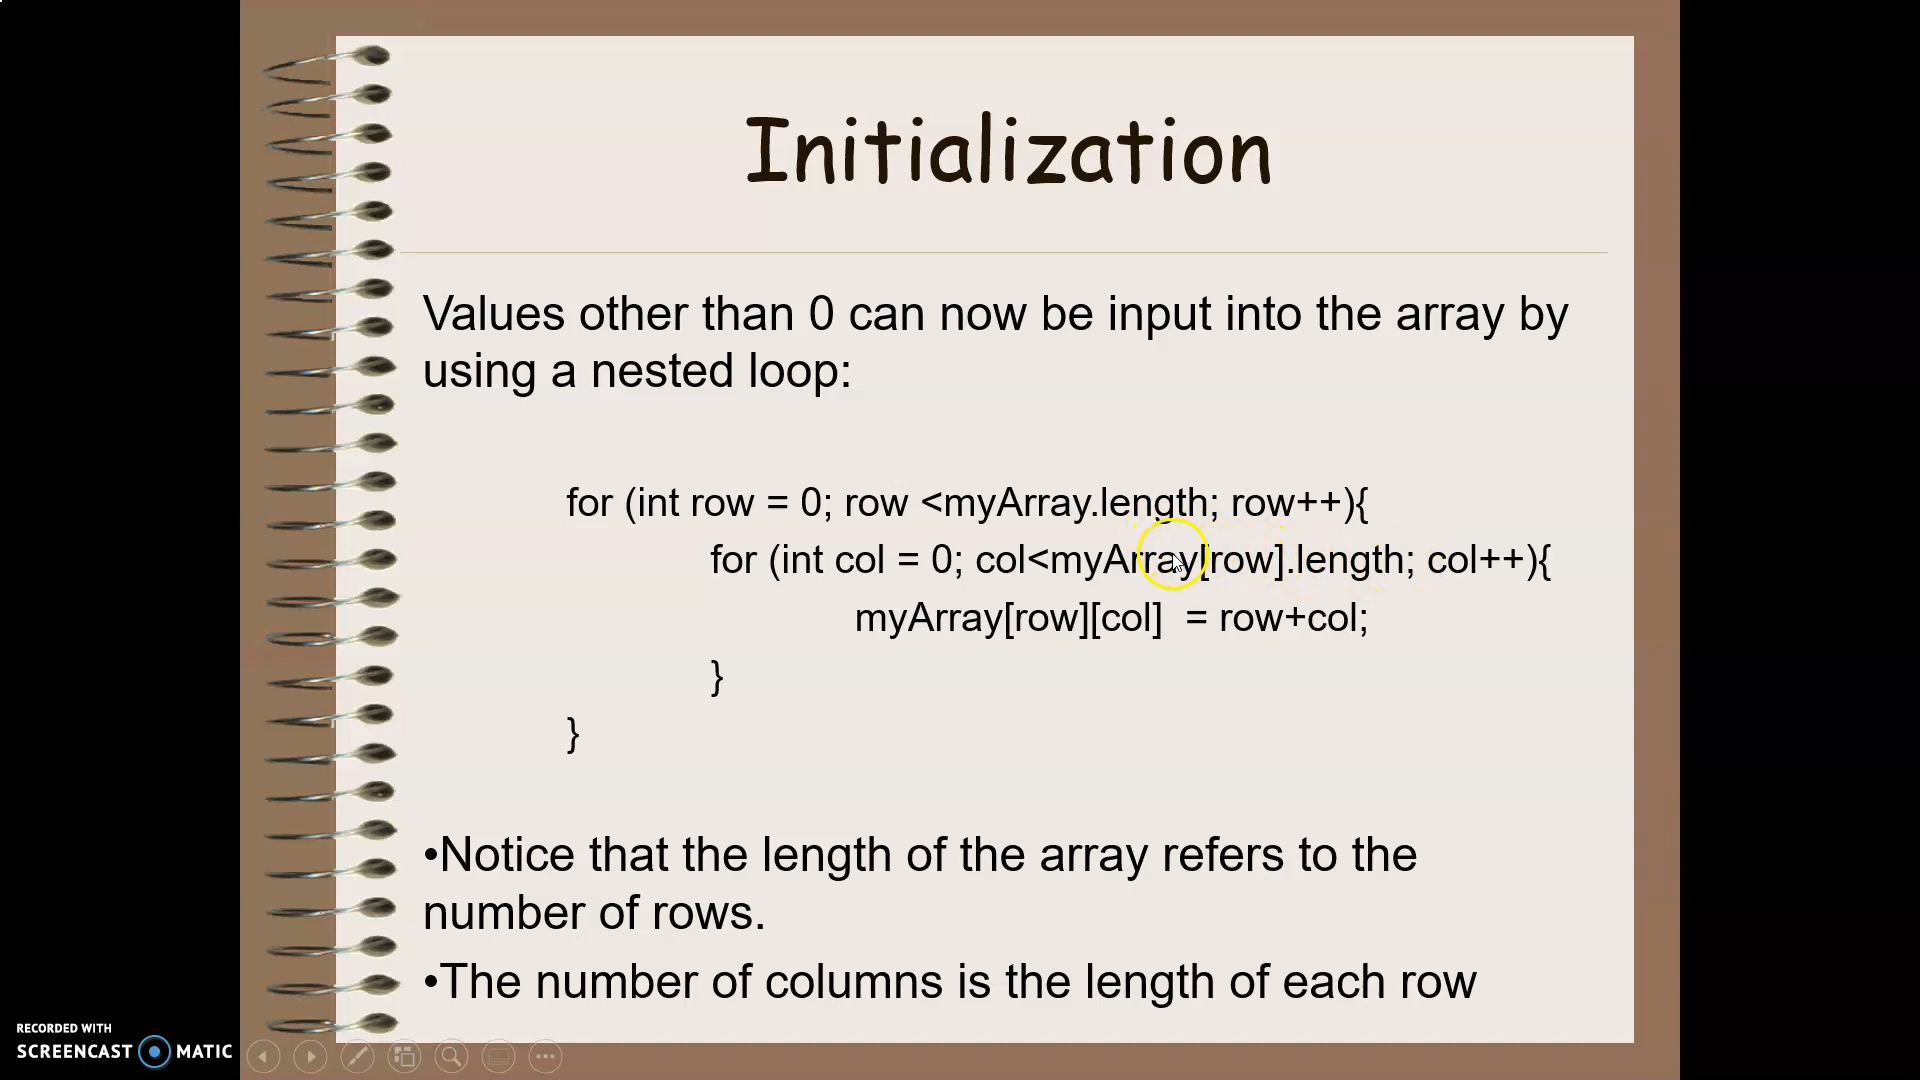 Initialization
Values other than 0 can now be input into the array by
using a nested loop:
for (int row = 0; row <myArray.length; row++){
for (int col = 0; col<myArray[row].length; col++){
myArray[row][col]  = row+col;
}
}
•Notice that the length of the array refers to the
number of rows.
•The number of columns is the length of each row
RECORDED WITH
SCREENCAST MATIC